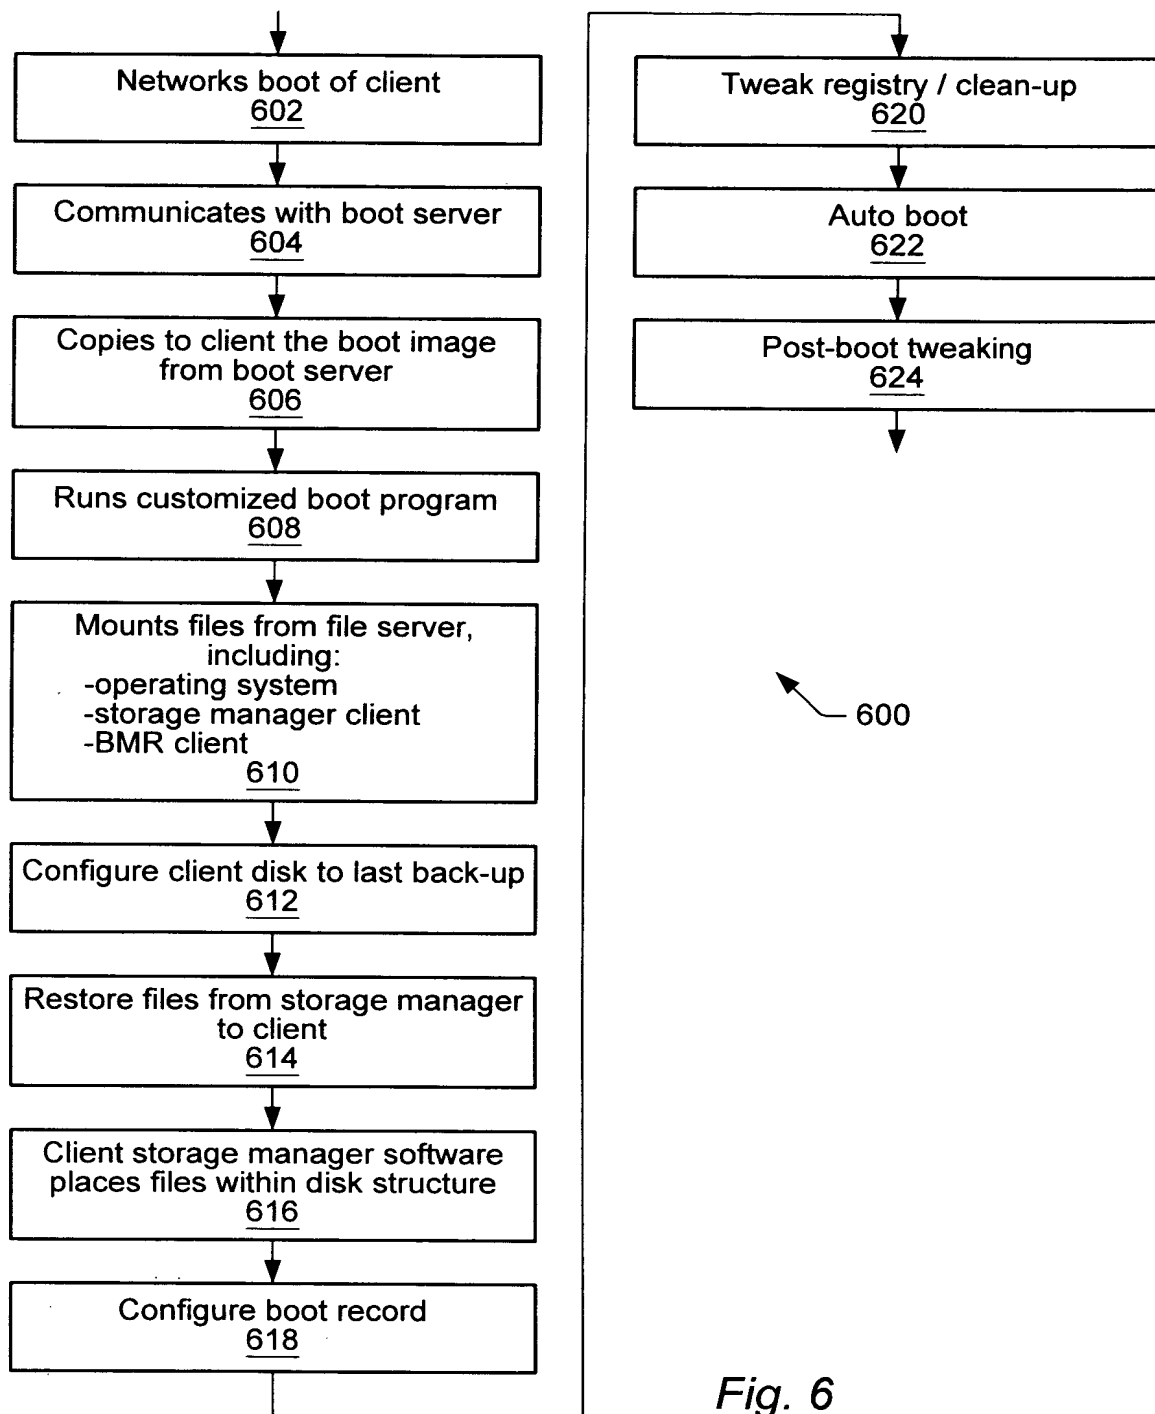 Networks boot of client
602
Communicates with boot server
604
Copies to client the boot image
from boot server
606
Runs customized boot program
608
Mounts files from file server,
including:
-operating system
-storage manager client
-BMR client
610
Configure client disk to last back-up
612
Restore files from storage manager
to client
614
Client storage manager software
places files within disk structure
616
Configure boot record
618
Tweak registry / clean-up
620
Auto boot
622
Post-boot tweaking
624
600
Fig. 6